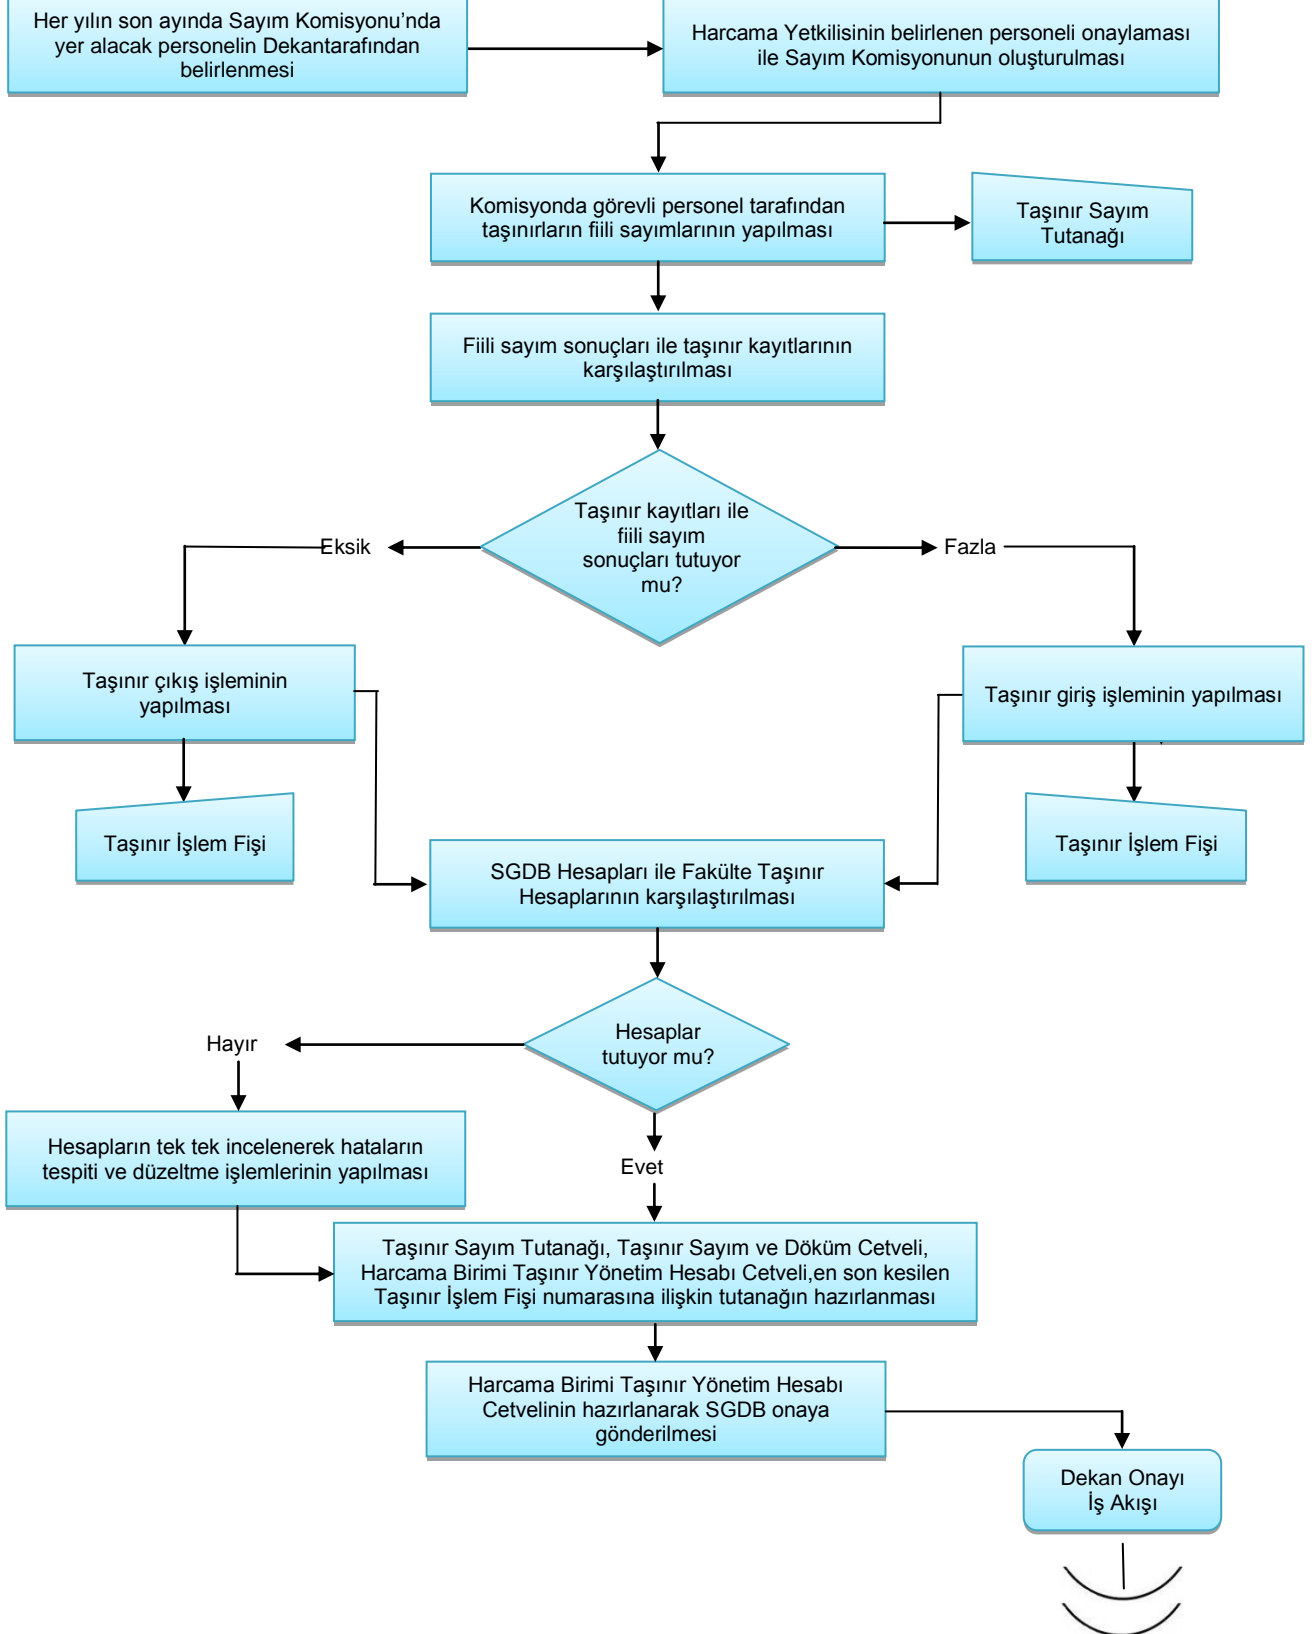 Her yılın son ayında Sayım Komisyonu’nda
yer alacak personelin Dekantarafından
belirlenmesi
Harcama Yetkilisinin belirlenen personeli onaylaması
ile Sayım Komisyonunun oluşturulması
Komisyonda görevli personel tarafından
taşınırların fiili sayımlarının yapılması
Taşınır Sayım
Tutanağı
Fiili sayım sonuçları ile taşınır kayıtlarının
karşılaştırılması
Taşınır kayıtları ile
fiili sayım
sonuçları tutuyor
mu?
Eksik
Fazla
Taşınır çıkış işleminin
yapılması
Taşınır giriş işleminin yapılması
Taşınır İşlem Fişi
Taşınır İşlem Fişi
SGDB Hesapları ile Fakülte Taşınır
Hesaplarının karşılaştırılması
Hesaplar
tutuyor mu?
Hayır
Evet
Hesapların tek tek incelenerek hataların
tespiti ve düzeltme işlemlerinin yapılması
Taşınır Sayım Tutanağı, Taşınır Sayım ve Döküm Cetveli,
Harcama Birimi Taşınır Yönetim Hesabı Cetveli,en son kesilen
Taşınır İşlem Fişi numarasına ilişkin tutanağın hazırlanması
Harcama Birimi Taşınır Yönetim Hesabı
Cetvelinin hazırlanarak SGDB onaya
gönderilmesi
Dekan Onayı
İş Akışı